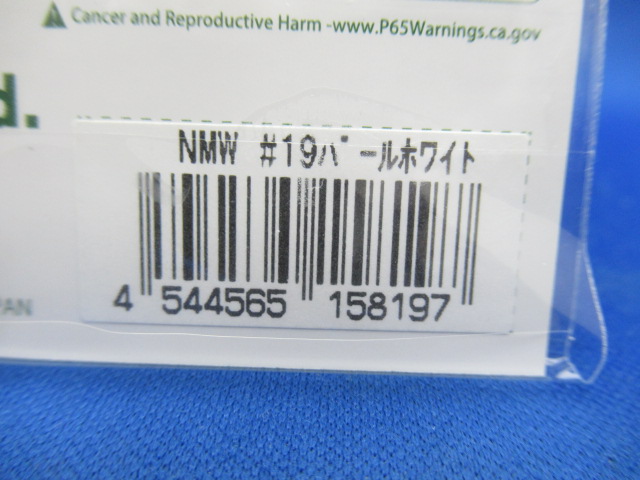 Cancer and Reproductive Harm -www.P65Warnings.ca.gov
d.
NMW #19ﾊﾟｰﾙﾎﾜｲﾄ
4 544565 158197
PAN